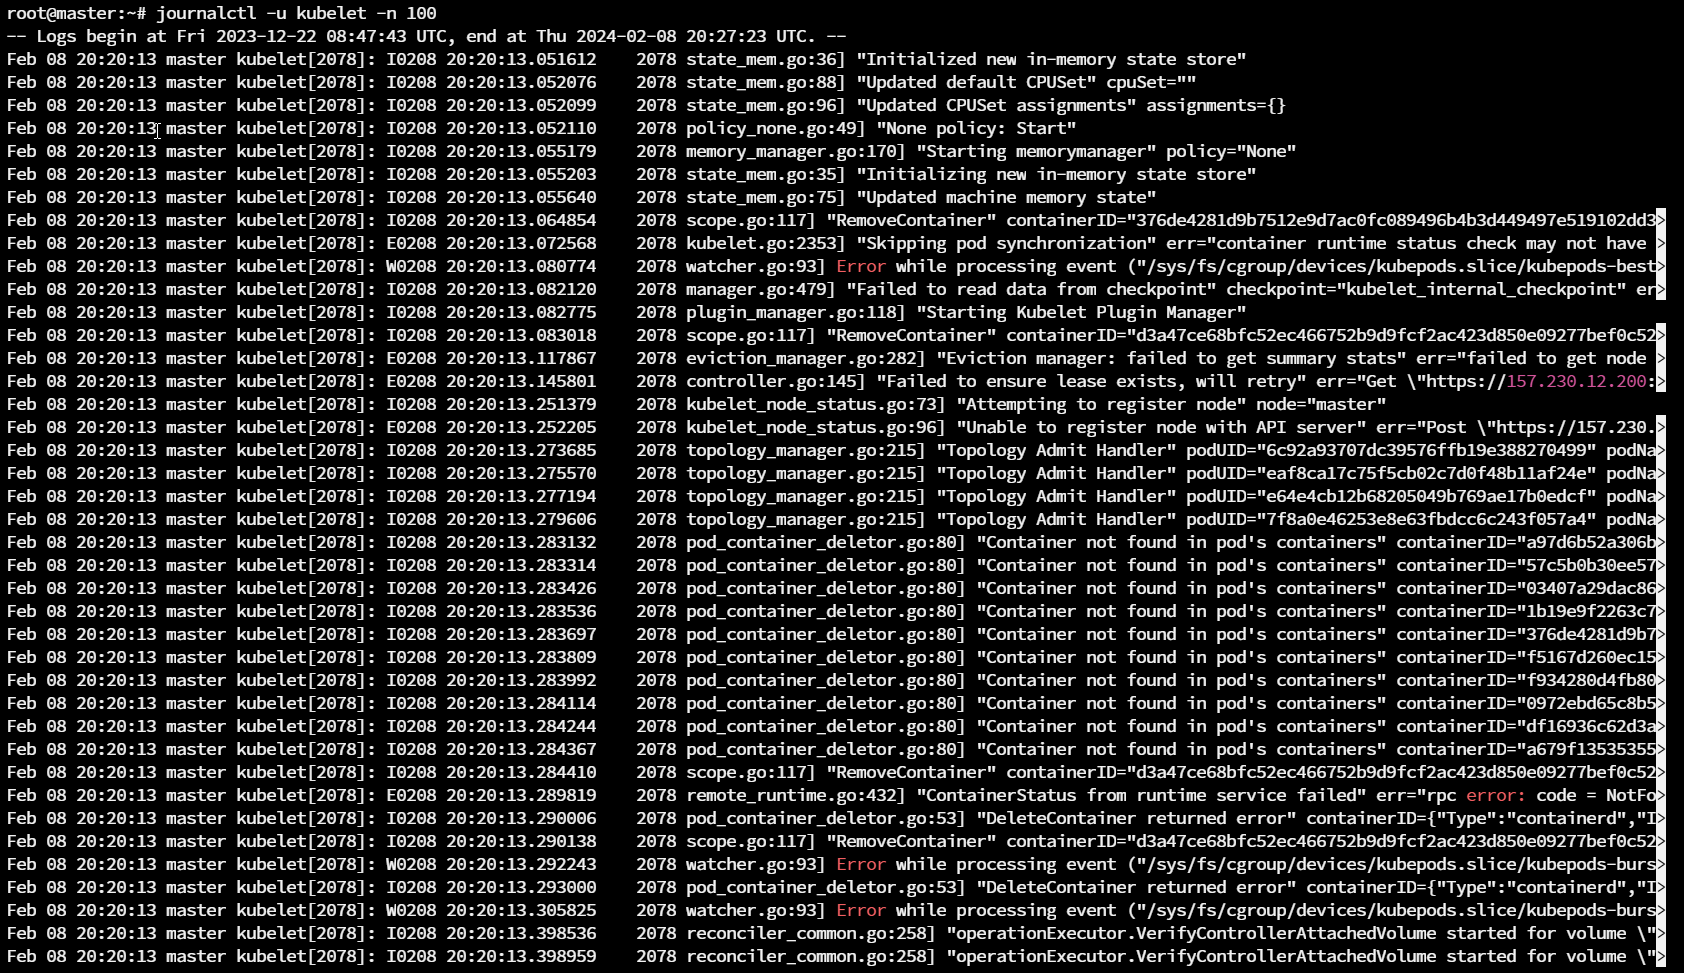 root@master:~# journalctl -u kubelet -n 100
-- Logs begin at Fri 2023-12-22 08:47:43 UTC, end at Thu 2024-02-08 20:27:23 UTC. --
Feb 08 20:20:13 master kubelet[2078]: I0208 20:20:13.051612    2078 state_mem.go:36] "Initialized new in-memory state store"
Feb 08 20:20:13 master kubelet[2078]: I0208 20:20:13.052076    2078 state_mem.go:88] "Updated default CPUSet" cpuSet=""
Feb 08 20:20:13 master kubelet[2078]: I0208 20:20:13.052099    2078 state_mem.go:96] "Updated CPUSet assignments" assignments={}
Feb 08 20:20:13 master kubelet[2078]: I0208 20:20:13.052110    2078 policy_none.go:49] "None policy: Start"
Feb 08 20:20:13 master kubelet[2078]: I0208 20:20:13.055179    2078 memory_manager.go:170] "Starting memorymanager" policy="None"
Feb 08 20:20:13 master kubelet[2078]: I0208 20:20:13.055203    2078 state_mem.go:35] "Initializing new in-memory state store"
Feb 08 20:20:13 master kubelet[2078]: I0208 20:20:13.055640    2078 state_mem.go:75] "Updated machine memory state"
Feb 08 20:20:13 master kubelet[2078]: I0208 20:20:13.064854    2078 scope.go:117] "RemoveContainer" containerID="376de4281d9b7512e9d7ac0fc089496b4b3d449497e519102dd3>
Feb 08 20:20:13 master kubelet[2078]: E0208 20:20:13.072568    2078 kubelet.go:2353] "Skipping pod synchronization" err="container runtime status check may not have >
Feb 08 20:20:13 master kubelet[2078]: W0208 20:20:13.080774    2078 watcher.go:93] Error while processing event ("/sys/fs/cgroup/devices/kubepods.slice/kubepods-best>
Feb 08 20:20:13 master kubelet[2078]: I0208 20:20:13.082120    2078 manager.go:479] "Failed to read data from checkpoint" checkpoint="kubelet_internal_checkpoint" er>
Feb 08 20:20:13 master kubelet[2078]: I0208 20:20:13.082775    2078 plugin_manager.go:118] "Starting Kubelet Plugin Manager"
Feb 08 20:20:13 master kubelet[2078]: I0208 20:20:13.083018    2078 scope.go:117] "RemoveContainer" containerID="d3a47ce68bfc52ec466752b9d9fcf2ac423d850e09277bef0c52>
Feb 08 20:20:13 master kubelet[2078]: E0208 20:20:13.117867    2078 eviction_manager.go:282] "Eviction manager: failed to get summary stats" err="failed to get node >
Feb 08 20:20:13 master kubelet[2078]: E0208 20:20:13.145801    2078 controller.go:145] "Failed to ensure lease exists, will retry" err="Get \"https://157.230.12.200:>
Feb 08 20:20:13 master kubelet[2078]: I0208 20:20:13.251379    2078 kubelet_node_status.go:73] "Attempting to register node" node="master"
Feb 08 20:20:13 master kubelet[2078]: E0208 20:20:13.252205    2078 kubelet_node_status.go:96] "Unable to register node with API server" err="Post \"https://157.230.>
Feb 08 20:20:13 master kubelet[2078]: I0208 20:20:13.273685    2078 topology_manager.go:215] "Topology Admit Handler" podUID="6c92a93707dc39576ffb19e388270499" podNa>
Feb 08 20:20:13 master kubelet[2078]: I0208 20:20:13.275570    2078 topology_manager.go:215] "Topology Admit Handler" podUID="eaf8ca17c75f5cb02c7d0f48b11af24e" podNa>
Feb 08 20:20:13 master kubelet[2078]: I0208 20:20:13.277194    2078 topology_manager.go:215] "Topology Admit Handler" podUID="e64e4cb12b68205049b769ae17b0edcf" podNa>
Feb 08 20:20:13 master kubelet[2078]: I0208 20:20:13.279606    2078 topology_manager.go:215] "Topology Admit Handler" podUID="7f8a0e46253e8e63fbdcc6c243f057a4" podNa>
Feb 08 20:20:13 master kubelet[2078]: I0208 20:20:13.283132    2078 pod_container_deletor.go:80] "Container not found in pod's containers" containerID="a97d6b52a306b>
Feb 08 20:20:13 master kubelet[2078]: I0208 20:20:13.283314    2078 pod_container_deletor.go:80] "Container not found in pod's containers" containerID="57c5b0b30ee57>
Feb 08 20:20:13 master kubelet[2078]: I0208 20:20:13.283426    2078 pod_container_deletor.go:80] "Container not found in pod's containers" containerID="03407a29dac86>
Feb 08 20:20:13 master kubelet[2078]: I0208 20:20:13.283536    2078 pod_container_deletor.go:80] "Container not found in pod's containers" containerID="1b19e9f2263c7>
Feb 08 20:20:13 master kubelet[2078]: I0208 20:20:13.283697    2078 pod_container_deletor.go:80] "Container not found in pod's containers" containerID="376de4281d9b7>
Feb 08 20:20:13 master kubelet[2078]: I0208 20:20:13.283809    2078 pod_container_deletor.go:80] "Container not found in pod's containers" containerID="f5167d260ec15>
Feb 08 20:20:13 master kubelet[2078]: I0208 20:20:13.283992    2078 pod_container_deletor.go:80] "Container not found in pod's containers" containerID="f934280d4fb80>
Feb 08 20:20:13 master kubelet[2078]: I0208 20:20:13.284114    2078 pod_container_deletor.go:80] "Container not found in pod's containers" containerID="0972ebd65c8b5>
Feb 08 20:20:13 master kubelet[2078]: I0208 20:20:13.284244    2078 pod_container_deletor.go:80] "Container not found in pod's containers" containerID="df16936c62d3a>
Feb 08 20:20:13 master kubelet[2078]: I0208 20:20:13.284367    2078 pod_container_deletor.go:80] "Container not found in pod's containers" containerID="a679f13535355>
Feb 08 20:20:13 master kubelet[2078]: I0208 20:20:13.284410    2078 scope.go:117] "RemoveContainer" containerID="d3a47ce68bfc52ec466752b9d9fcf2ac423d850e09277bef0c52>
Feb 08 20:20:13 master kubelet[2078]: E0208 20:20:13.289819    2078 remote_runtime.go:432] "ContainerStatus from runtime service failed" err="rpc error: code = NotFo>
Feb 08 20:20:13 master kubelet[2078]: I0208 20:20:13.290006    2078 pod_container_deletor.go:53] "DeleteContainer returned error" containerID={"Type":"containerd","I>
Feb 08 20:20:13 master kubelet[2078]: I0208 20:20:13.290138    2078 scope.go:117] "RemoveContainer" containerID="d3a47ce68bfc52ec466752b9d9fcf2ac423d850e09277bef0c52>
Feb 08 20:20:13 master kubelet[2078]: W0208 20:20:13.292243    2078 watcher.go:93] Error while processing event ("/sys/fs/cgroup/devices/kubepods.slice/kubepods-burs>
Feb 08 20:20:13 master kubelet[2078]: I0208 20:20:13.293000    2078 pod_container_deletor.go:53] "DeleteContainer returned error" containerID={"Type":"containerd","I>
Feb 08 20:20:13 master kubelet[2078]: W0208 20:20:13.305825    2078 watcher.go:93] Error while processing event ("/sys/fs/cgroup/devices/kubepods.slice/kubepods-burs>
Feb 08 20:20:13 master kubelet[2078]: I0208 20:20:13.398536    2078 reconciler_common.go:258] "operationExecutor.VerifyControllerAttachedVolume started for volume \">
Feb 08 20:20:13 master kubelet[2078]: I0208 20:20:13.398959    2078 reconciler_common.go:258] "operationExecutor.VerifyControllerAttachedVolume started for volume \">